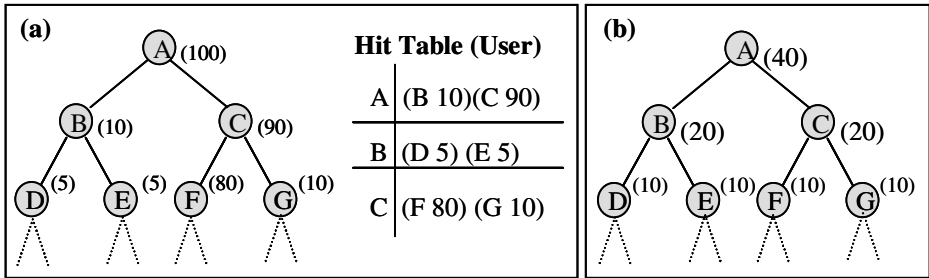 (a)
A (100)
B (10)
C (90)
D (5)
E (5)
F (80)
G (10)
Hit Table (User)
A (B 10)(C 90)
B (D 5) (E 5)
C (F 80) (G 10)
(b)
A (40)
B (20)
C (20)
D (10)
E (10)
F (10)
G (10)